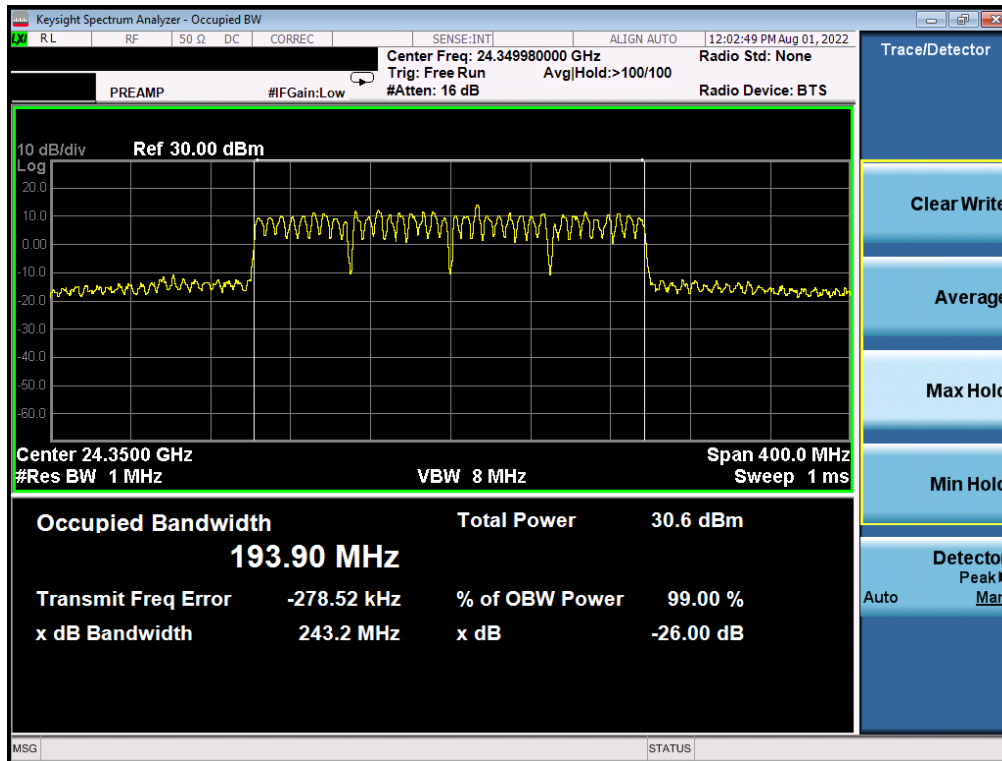 Keysight Spectrum Analyzer - Occupied BW
LXI RL RF 50 Ω DC CORREC SENSE:INT ALIGN AUTO 12:02:49 PM Aug 01, 2022
Center Freq: 24.349980000 GHz Radio Std: None
Trig: Free Run Avg|Hold:>100/100
PREAMP #IFGain:Low #Atten: 16 dB Radio Device: BTS
10 dB/div Ref 30.00 dBm
Log
20.0
10.0
0.00
-10.0
-20.0
-30.0
-40.0
-50.0
-60.0
Center 24.3500 GHz Span 400.0 MHz
#Res BW 1 MHz VBW 8 MHz Sweep 1 ms
Occupied Bandwidth Total Power 30.6 dBm
193.90 MHz
Transmit Freq Error -278.52 kHz % of OBW Power 99.00 %
x dB Bandwidth 243.2 MHz x dB -26.00 dB
MSG STATUS
Trace/Detector
Clear Write
Average
Max Hold
Min Hold
Detector
Peak
Auto Man